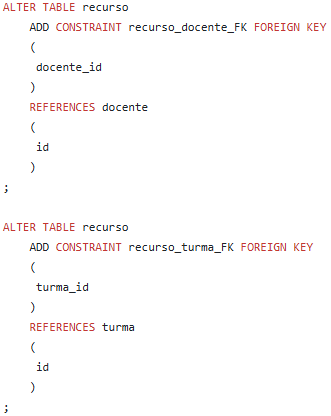 ALTER TABLE recurso
    ADD CONSTRAINT recurso_docente_FK FOREIGN KEY
    (
     docente_id
    )
    REFERENCES docente
    (
     id
    )
;

ALTER TABLE recurso
    ADD CONSTRAINT recurso_turma_FK FOREIGN KEY
    (
     turma_id
    )
    REFERENCES turma
    (
     id
    )
;